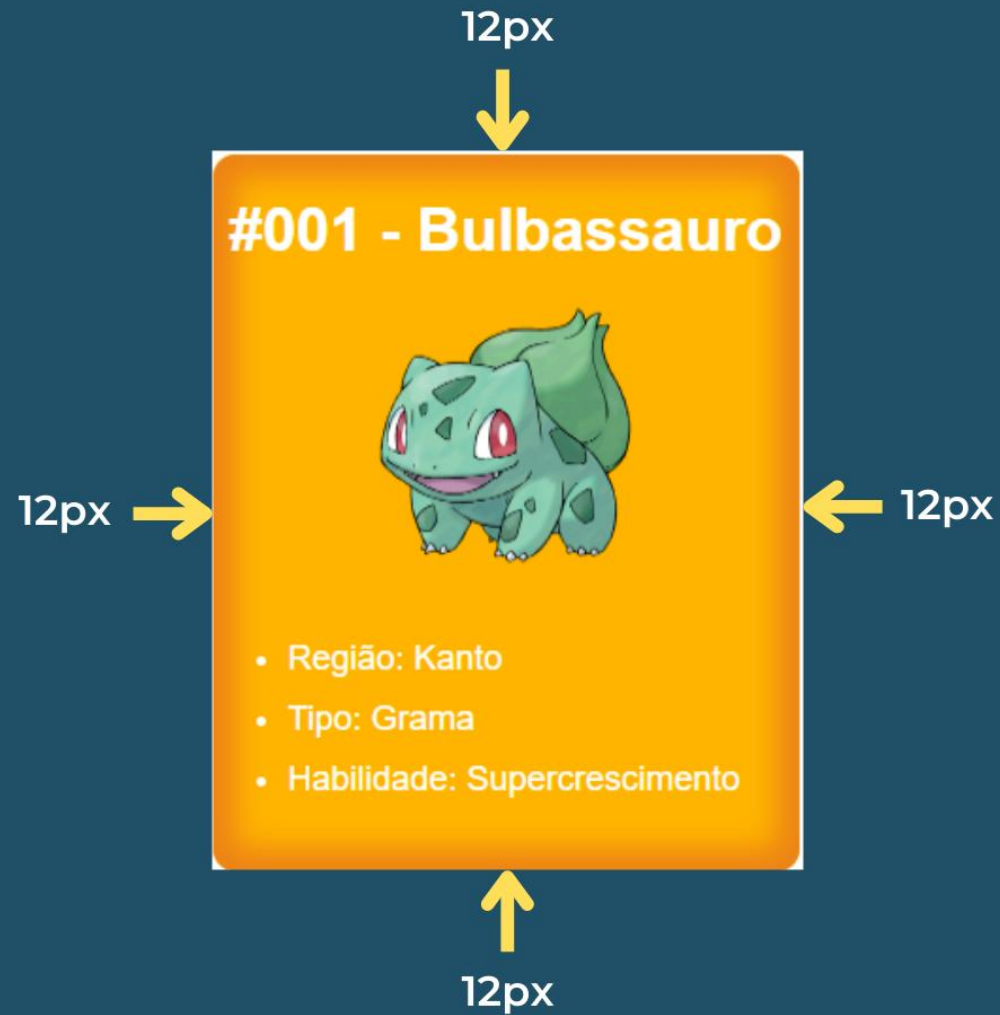 12px
#001 - Bulbassauro
12px
12px
• Região: Kanto
• Tipo: Grama
• Habilidade: Supercrescimento
12px